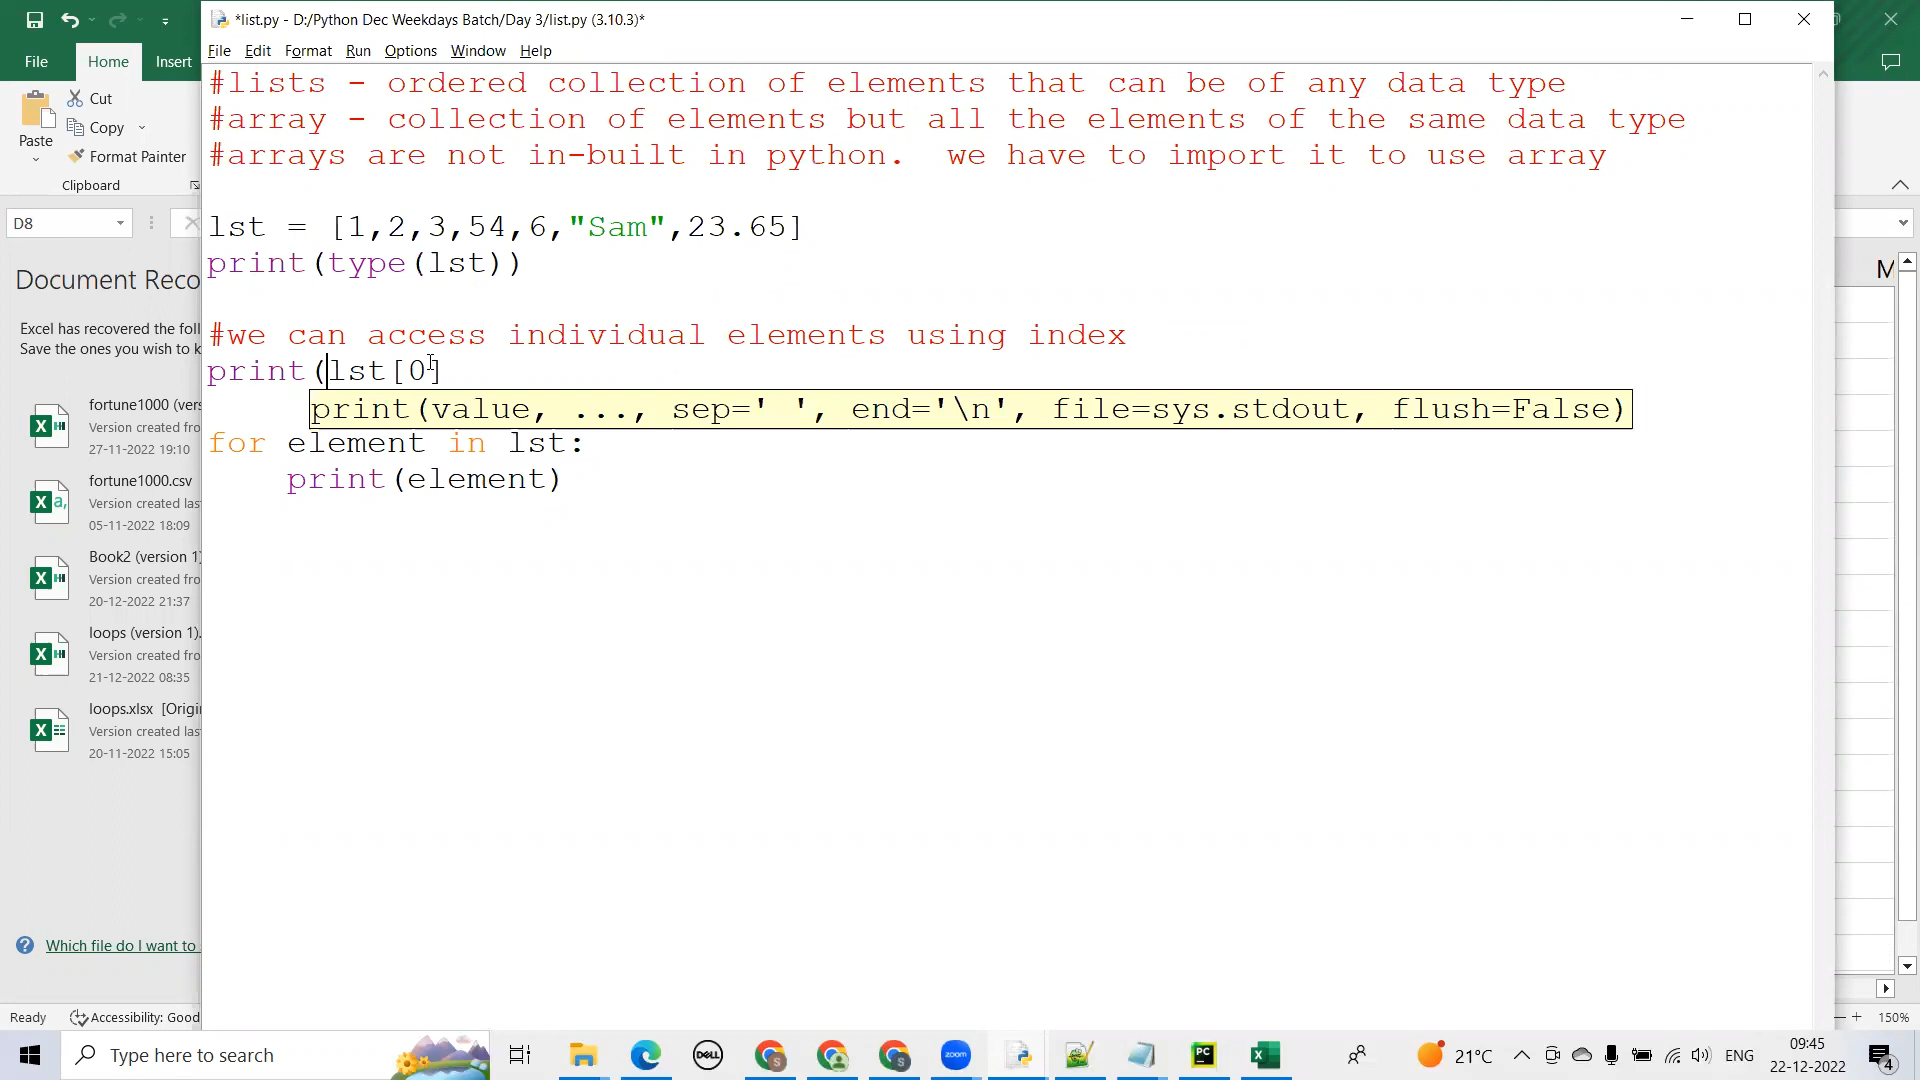 *list.py - D:/Python Dec Weekdays Batch/Day 3/list.py (3.10.3)*
File Home Insert
File Edit Format Run Options Window Help
#lists - ordered collection of elements that can be of any data type
#array - collection of elements but all the elements of the same data type
#arrays are not in-built in python.  we have to import it to use array
lst = [1,2,3,54,6,"Sam",23.65]
print(type(lst))
#we can access individual elements using index
print(lst[0]
print(value, ..., sep=' ', end='\n', file=sys.stdout, flush=False)
for element in lst:
    print(element)
Cut
Copy
Paste
Format Painter
Clipboard
D8
M
Document Reco
Excel has recovered the foll
Save the ones you wish to k
fortune1000 (vers
Version created fro
27-11-2022 19:10
fortune1000.csv
Version created las
05-11-2022 18:09
Book2 (version 1)
Version created fro
20-12-2022 21:37
loops (version 1).
Version created fro
21-12-2022 08:35
loops.xlsx [Origi
Version created las
20-11-2022 15:05
Which file do I want to
Ready
Accessibility: Good
150%
Type here to search
DELL
S
S
zoom
PC
21°C
ENG
09:45
22-12-2022
4